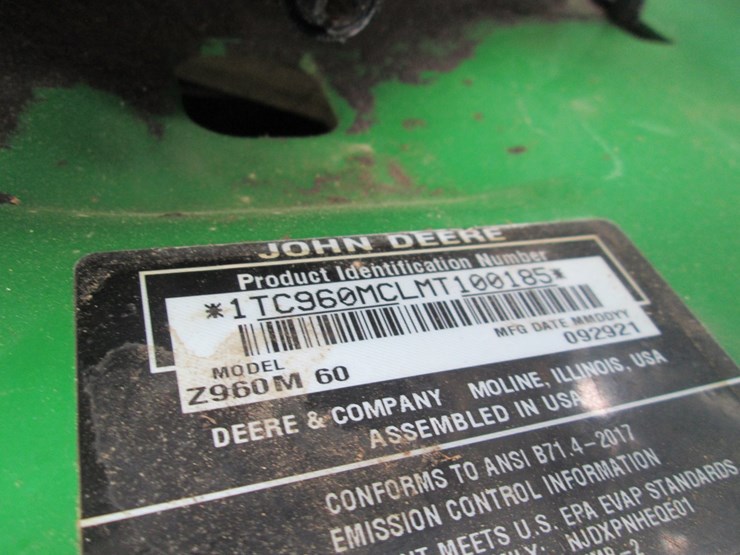 JOHN DEERE
Product Identification Number
*1TC960MCLMT100185*
MFG DATE MMDDYY
092921
MODEL
Z960M 60
DEERE & COMPANY MOLINE, ILLINOIS, USA
ASSEMBLED IN USA
CONFORMS TO ANSI B71.4-2017
EMISSION CONTROL INFORMATION
MEETS U.S. EPA EVAP STANDARDS
NJDXPNHEQE01